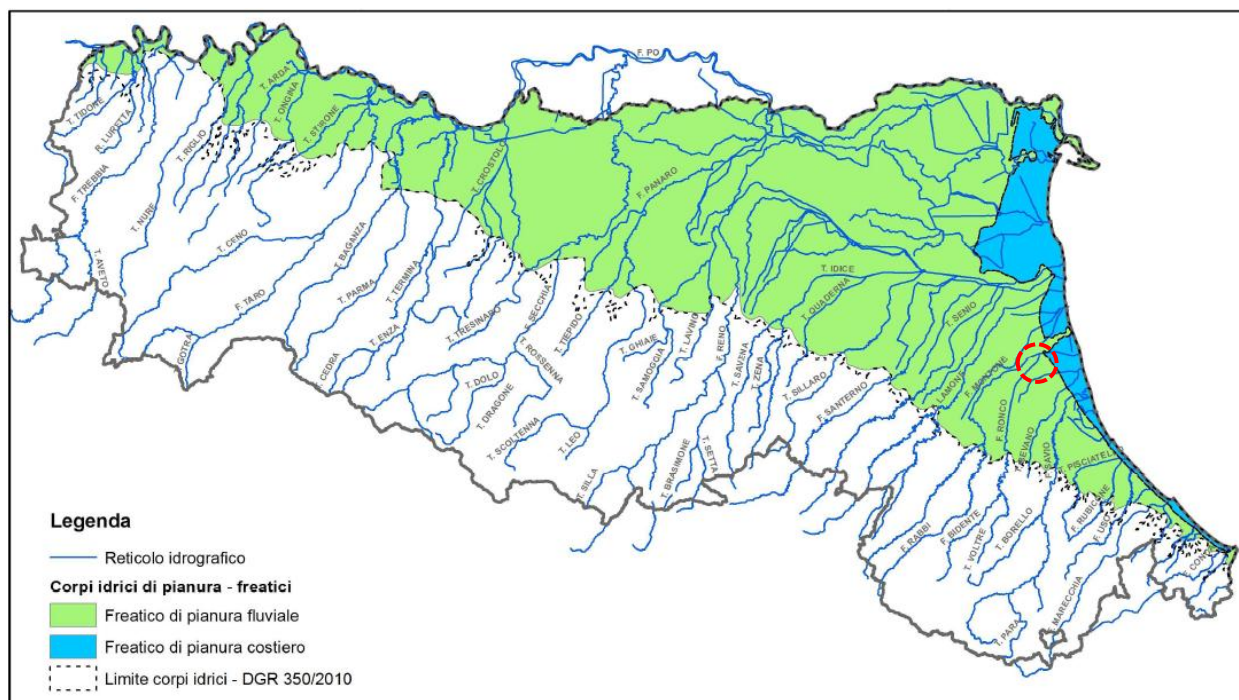 F. PO
T. ARDA
T. ONGINA
T. STIRONE
T. TIDONE
R. LURETTA
T. RIGLIO
F. TREBBIA
T. NURE
T. AVETO
T. CENO
F. TARO
GOTRA
T. BAGANZA
T. PARMA
T. TERMINA
T. CROSTOLO
F. PANARO
T. ENZA
T. CEDRA
T. TRESINARO
F. SECCHIA
T. TIEPIDO
T. ROSSENNA
T. DOLO
T. DRAGONE
T. SCOLTENNA
T. LEO
T. GHIAIE
T. SAMOGGIA
T. LAVINO
F. RENO
T. SAVENA
T. ZENA
T. SILLA
T. BRASIMONE
T. SETTA
T. IDICE
T. QUADERNA
T. SILLARO
F. SANTERNO
T. SENIO
LAMONE
F. MONTONE
F. RONCO
T. BEVANO
F. SAVIO
T. PISCIATELLO
F. RABBI
F. BIDENTE
T. VOLTRE
T. BORELLO
F. RUBICONE
F. USO
F. MARECCHIA
T. PARA
Legenda
Reticolo idrografico
Corpi idrici di pianura - freatici
Freatico di pianura fluviale
Freatico di pianura costiero
Limite corpi idrici - DGR 350/2010